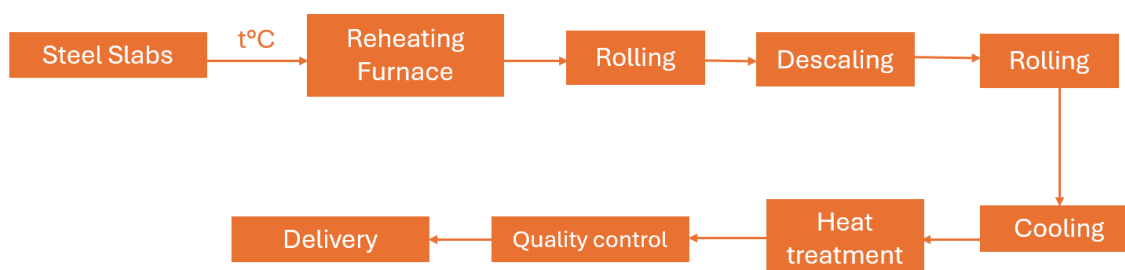 Steel Slabs
t°C
Reheating
Furnace
Rolling
Descaling
Rolling
Cooling
Heat
treatment
Quality control
Delivery